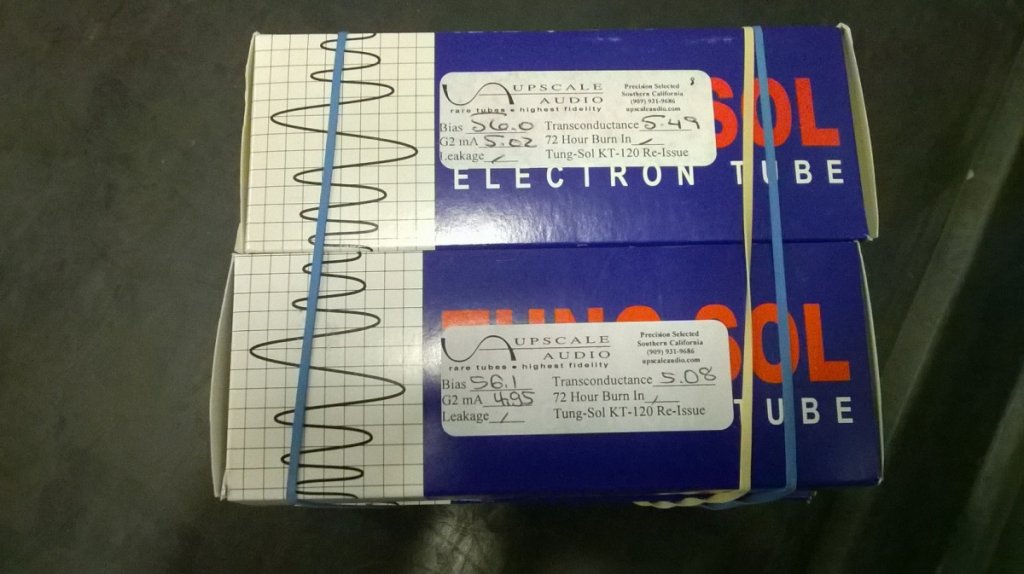 UPSCALE
AUDIO
rare tubes • highest fidelity
Precision Selected
Southern California
(909) 931-9686
upscaleaudio.com
8
Bias 56.0 Transconductance 5.49
G2 mA 5.02 72 Hour Burn In ✓
Leakage ✓ Tung-Sol KT-120 Re-Issue
SOL
ELECTRON TUBE
TUNG-SOL
UPSCALE
AUDIO
rare tubes • highest fidelity
Precision Selected
Southern California
(909) 931-9686
upscaleaudio.com
Bias 56.1 Transconductance 5.08
G2 mA 4.95 72 Hour Burn In ✓
Leakage ✓ Tung-Sol KT-120 Re-Issue
TUBE